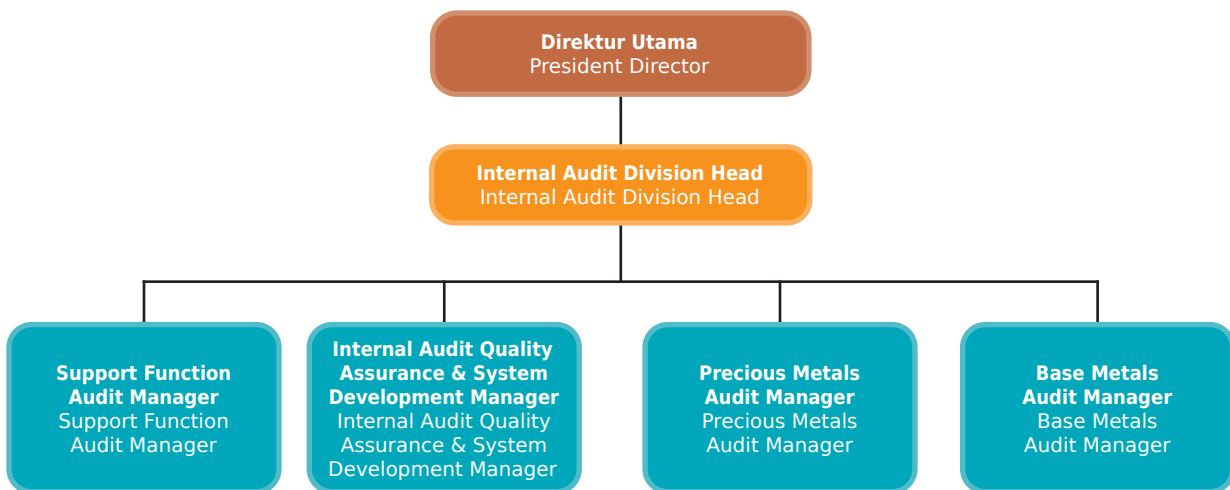 Direktur Utama
President Director
Internal Audit Division Head
Internal Audit Division Head
Support Function
Audit Manager
Support Function
Audit Manager
Internal Audit Quality
Assurance & System
Development Manager
Internal Audit Quality
Assurance & System
Development Manager
Precious Metals
Audit Manager
Precious Metals
Audit Manager
Base Metals
Audit Manager
Base Metals
Audit Manager